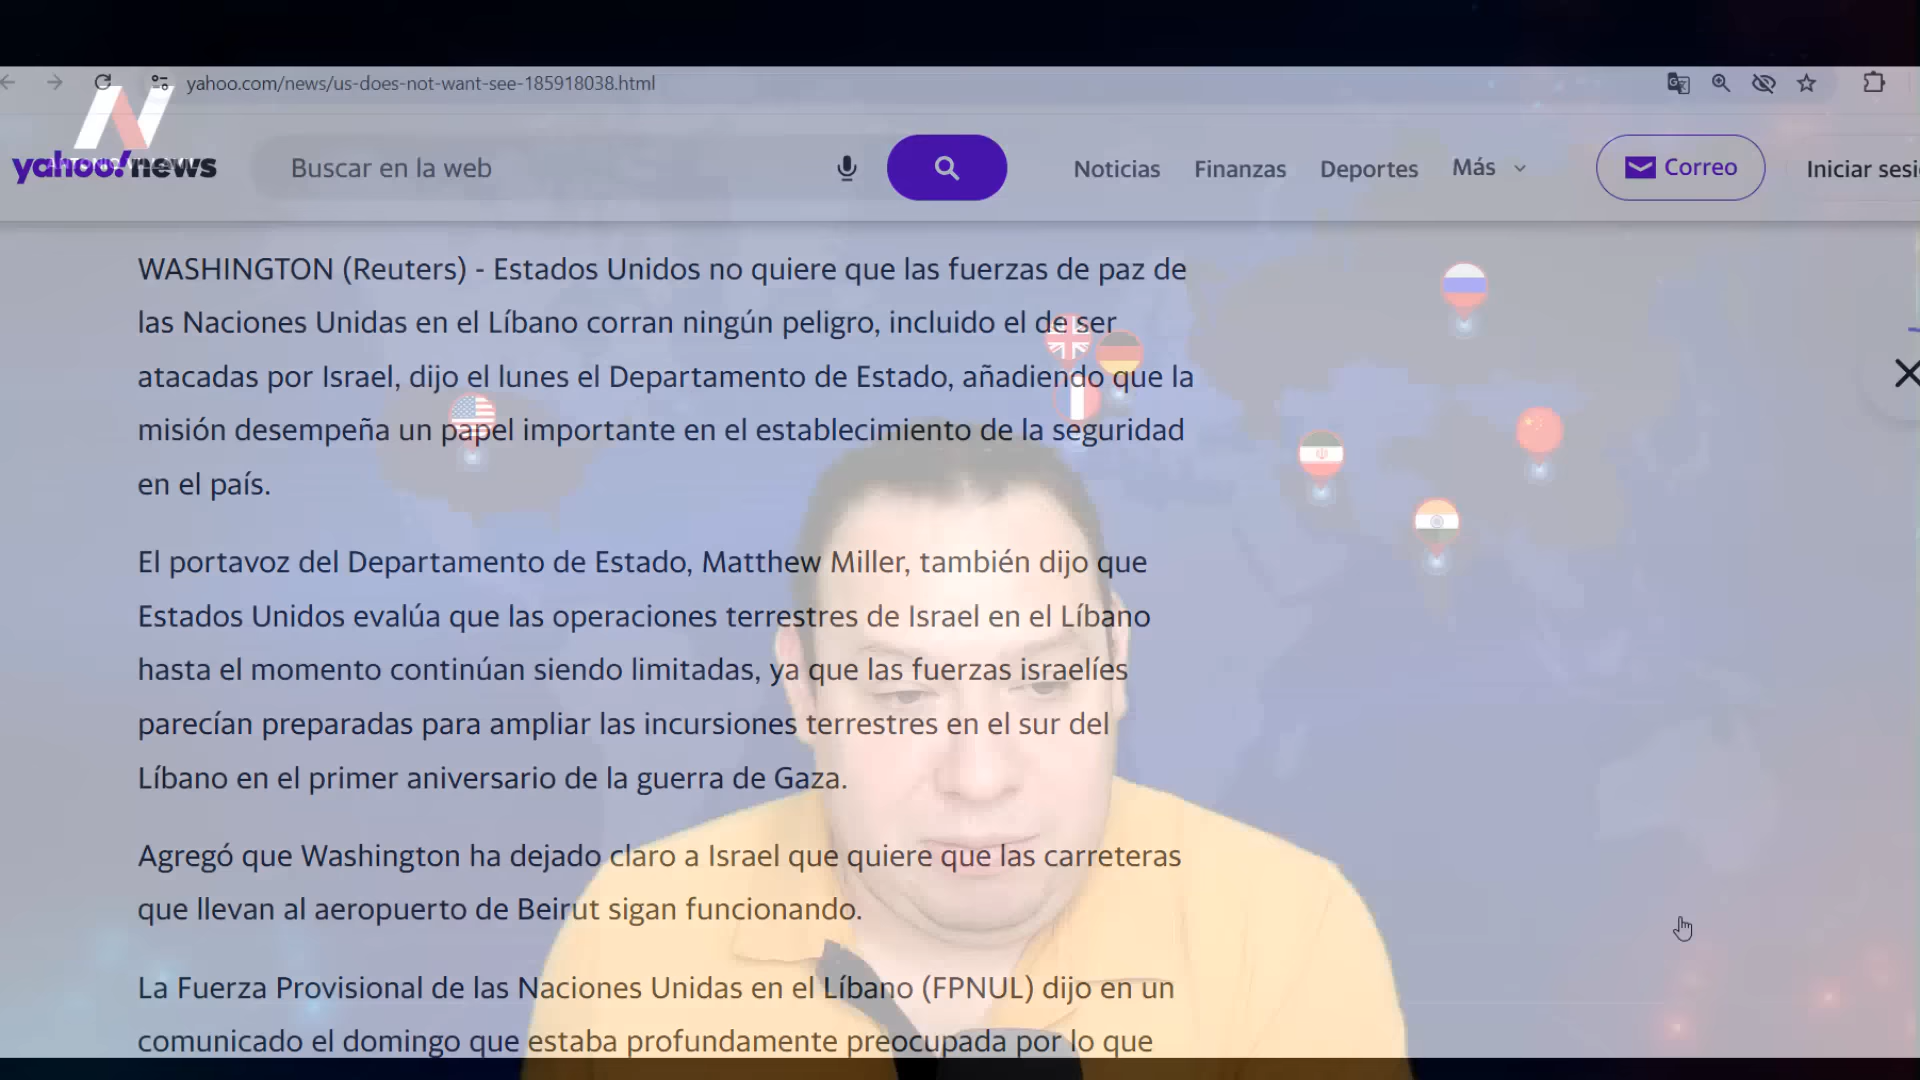 yahoo.com/news/us-does-not-want-see-185918038.html
yahoo!news
Buscar en la web
Noticias
Finanzas
Deportes
Más
Correo
Iniciar sesi
WASHINGTON (Reuters) - Estados Unidos no quiere que las fuerzas de paz de
las Naciones Unidas en el Líbano corran ningún peligro, incluido el de ser
atacadas por Israel, dijo el lunes el Departamento de Estado, añadiendo que la
misión desempeña un papel importante en el establecimiento de la seguridad
en el país.
El portavoz del Departamento de Estado, Matthew Miller, también dijo que
Estados Unidos evalúa que las operaciones terrestres de Israel en el Líbano
hasta el momento continúan siendo limitadas, ya que las fuerzas israelíes
parecían preparadas para ampliar las incursiones terrestres en el sur del
Líbano en el primer aniversario de la guerra de Gaza.
Agregó que Washington ha dejado claro a Israel que quiere que las carreteras
que llevan al aeropuerto de Beirut sigan funcionando.
La Fuerza Provisional de las Naciones Unidas en el Líbano (FPNUL) dijo en un
comunicado el domingo que estaba profundamente preocupada por lo que